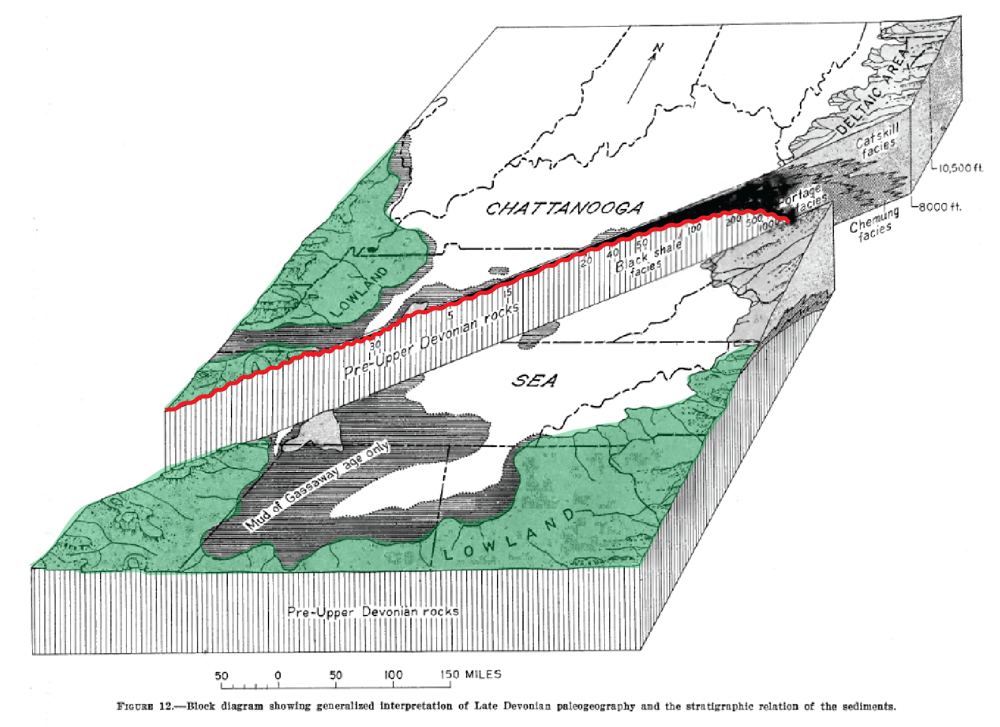 N
DELTAIC AREA
Catskill
facies
10,500 ft.
8000 ft.
Portage
facies
Chemung
facies
CHATTANOOGA
200 500 1000
100
50
40
20
Black shale
facies
15
5
30
Pre-Upper Devonian rocks
LOWLAND
SEA
Mud of Gassaway age only
LOWLAND
Pre-Upper Devonian rocks
50 0 50 100 150 MILES
FIGURE 12.—Block diagram showing generalized interpretation of Late Devonian paleogeography and the stratigraphic relation of the sediments.